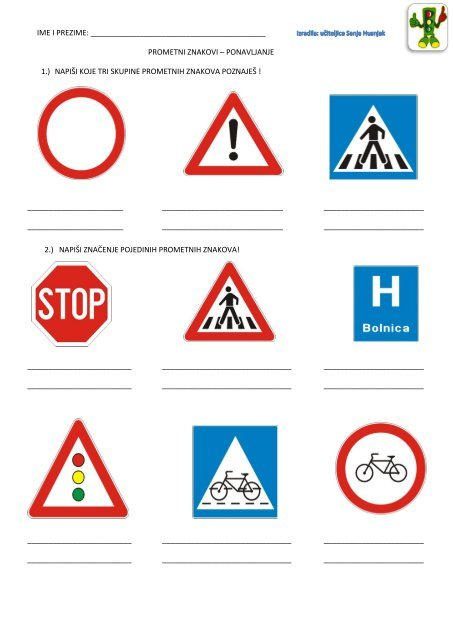 IME I PREZIME: ____________________________________________
Izradila: učiteljica Sanja Husnjak
PROMETNI ZNAKOVI – PONAVLJANJE
1.) NAPIŠI KOJE TRI SKUPINE PROMETNIH ZNAKOVA POZNAJEŠ !
2.) NAPIŠI ZNAČENJE POJEDINIH PROMETNIH ZNAKOVA!
STOP
H
Bolnica